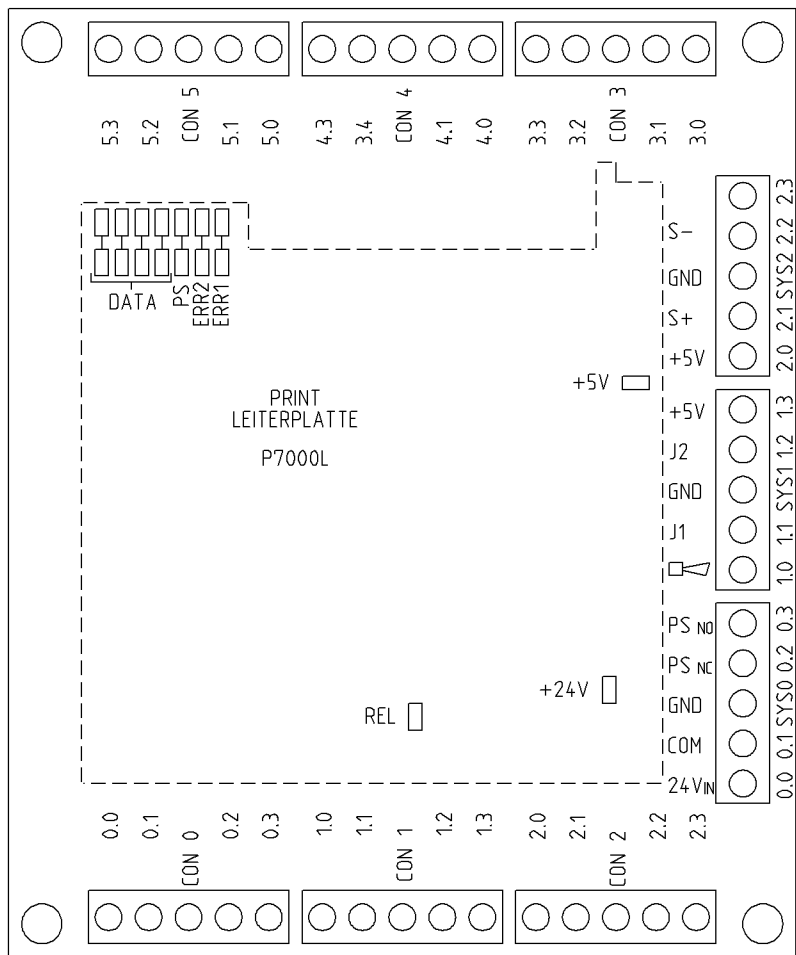 5.3 5.2 CON 5 5.1 5.0
4.3 3.4 CON 4 4.1 4.0
3.3 3.2 CON 3 3.1 3.0
DATA PS ERR2 ERR1
S- 2.3
GND 2.2
S+ SYS2
+5V 2.1
2.0
+5V
PRINT
LEITERPLATTE
P7000L
+5V 1.3
J2 1.2
GND SYS1
J1 1.1
1.0
PS NO 0.3
PS NC 0.2
GND SYS0
COM 0.1
24VIN 0.0
+24V
REL
0.0 0.1 CON 0 0.2 0.3
1.0 1.1 CON 1 1.2 1.3
2.0 2.1 CON 2 2.2 2.3